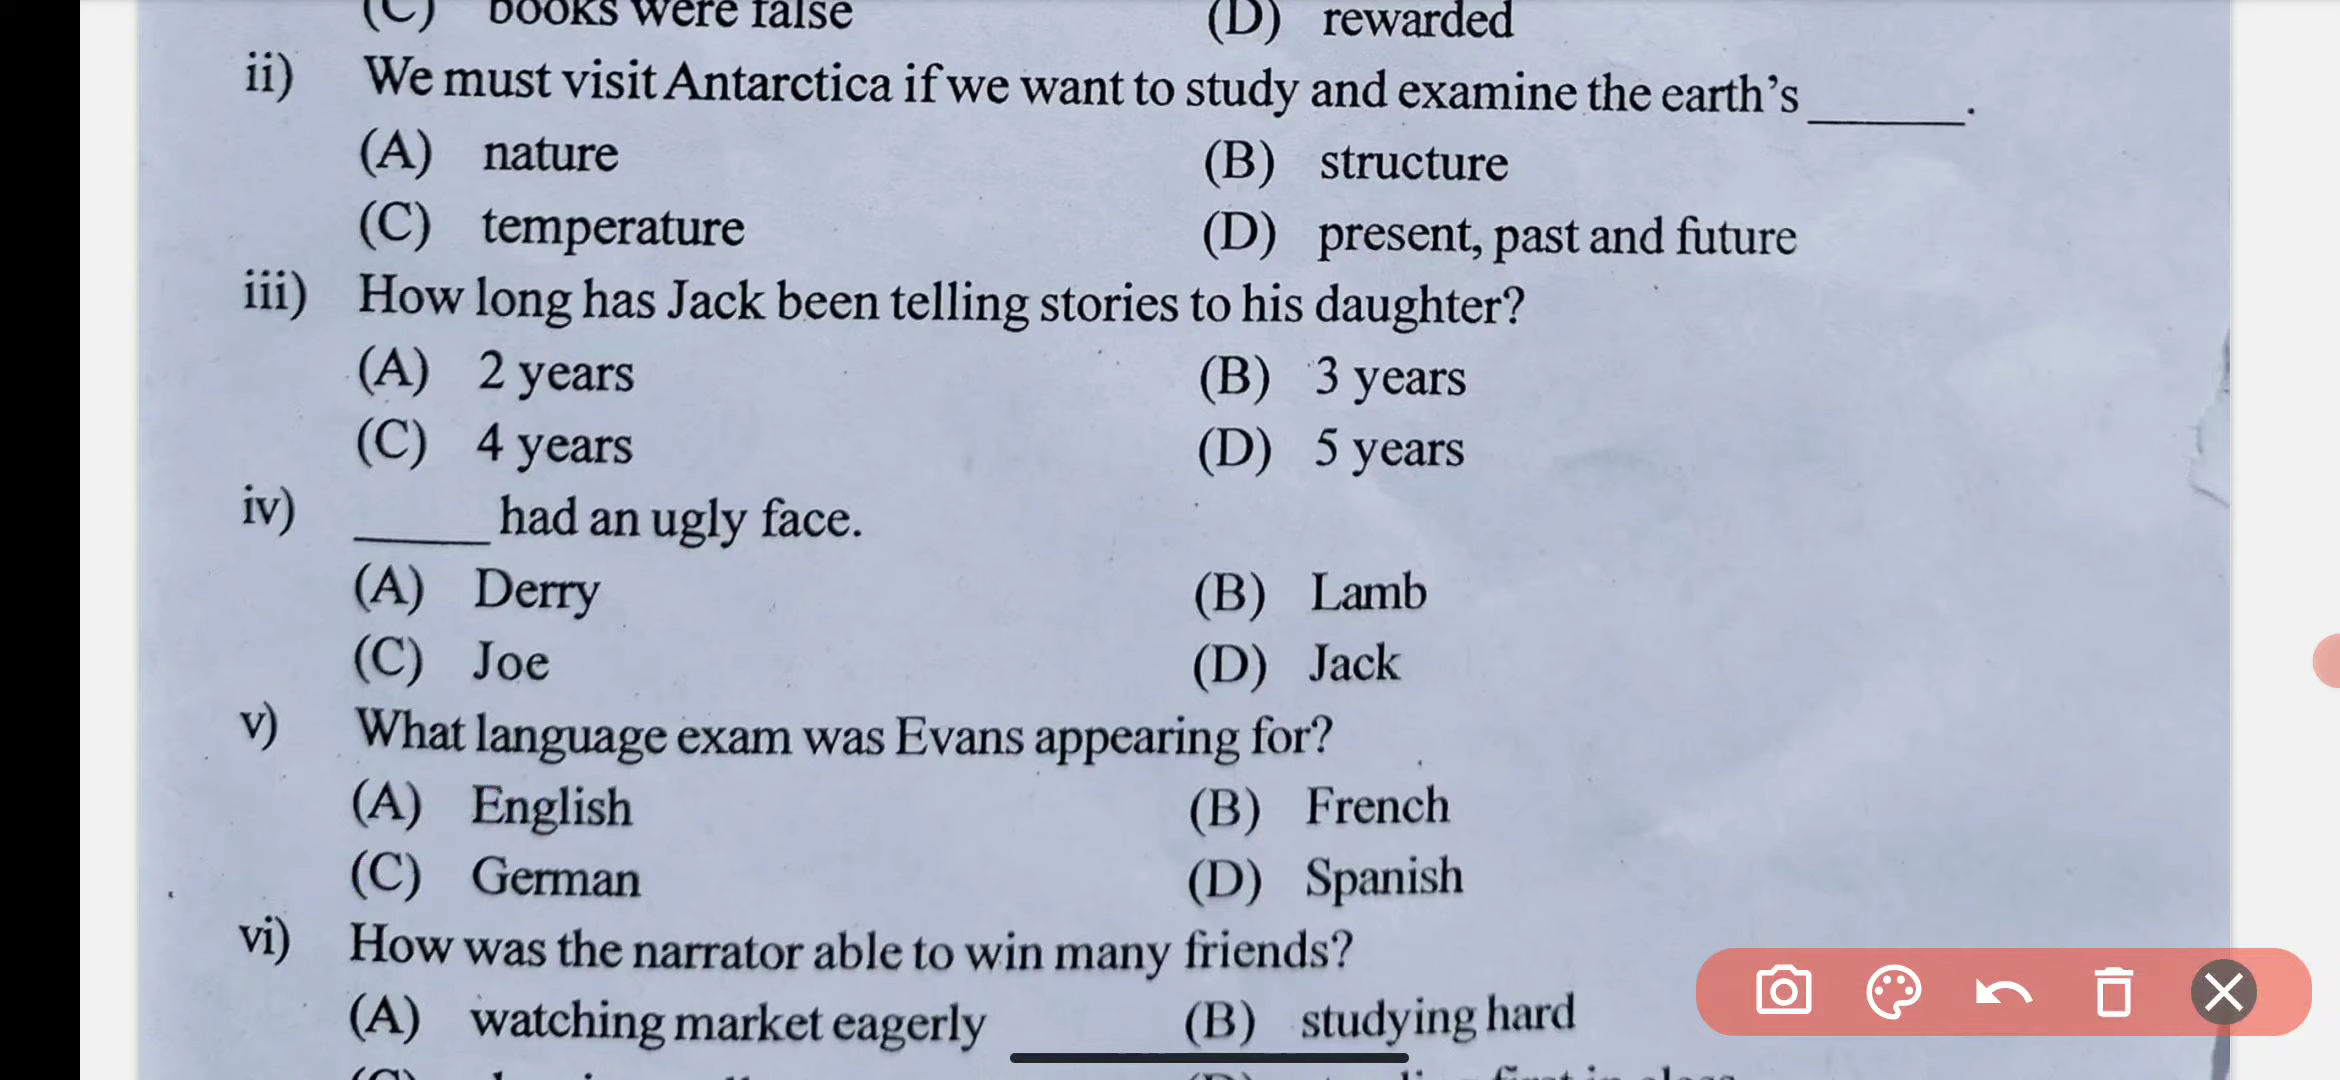 (C) books were false (D) rewarded
ii) We must visit Antarctica if we want to study and examine the earth's ______.
(A) nature (B) structure
(C) temperature (D) present, past and future
iii) How long has Jack been telling stories to his daughter?
(A) 2 years (B) 3 years
(C) 4 years (D) 5 years
iv) ______ had an ugly face.
(A) Derry (B) Lamb
(C) Joe (D) Jack
v) What language exam was Evans appearing for?
(A) English (B) French
(C) German (D) Spanish
vi) How was the narrator able to win many friends?
(A) watching market eagerly (B) studying hard